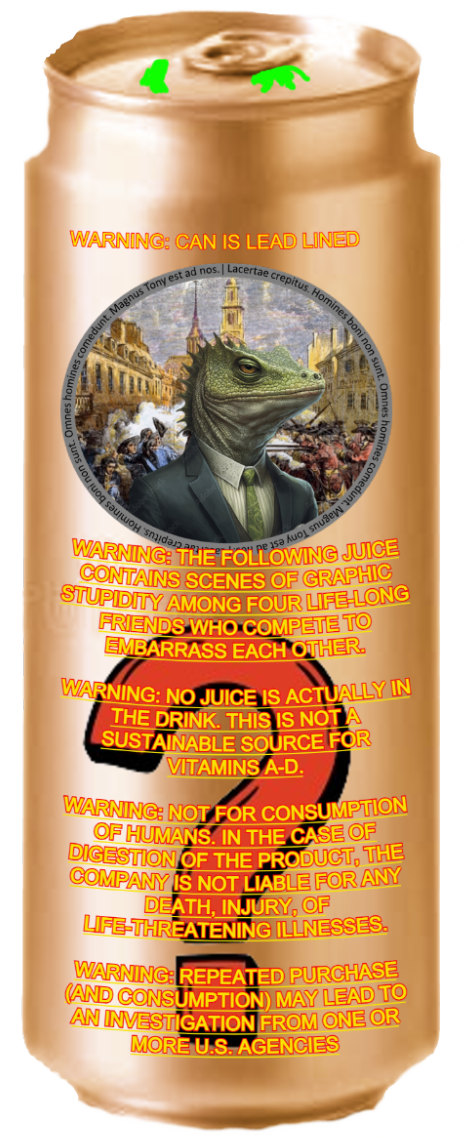 WARNING: CAN IS LEAD LINED
Lacertae crepitus. Homines boni non sunt. Omnes homines comedunt. Magnus Tony est ad nos. | Lacertae Crepitus. Homines boni non sunt. Omnes homines comedunt. Magnus Tony est ad nos. |
WARNING: THE FOLLOWING JUICE
CONTAINS SCENES OF GRAPHIC
STUPIDITY AMONG FOUR LIFE-LONG
FRIENDS WHO COMPETE TO
EMBARRASS EACH OTHER.
WARNING: NO JUICE IS ACTUALLY IN
THE DRINK. THIS IS NOT A
SUSTAINABLE SOURCE FOR
VITAMINS A-D.
WARNING: NOT FOR CONSUMPTION
OF HUMANS. IN THE CASE OF
DIGESTION OF THE PRODUCT, THE
COMPANY IS NOT LIABLE FOR ANY
DEATH, INJURY, OF
LIFE-THREATENING ILLNESSES.
WARNING: REPEATED PURCHASE
(AND CONSUMPTION) MAY LEAD TO
AN INVESTIGATION FROM ONE OR
MORE U.S. AGENCIES
?